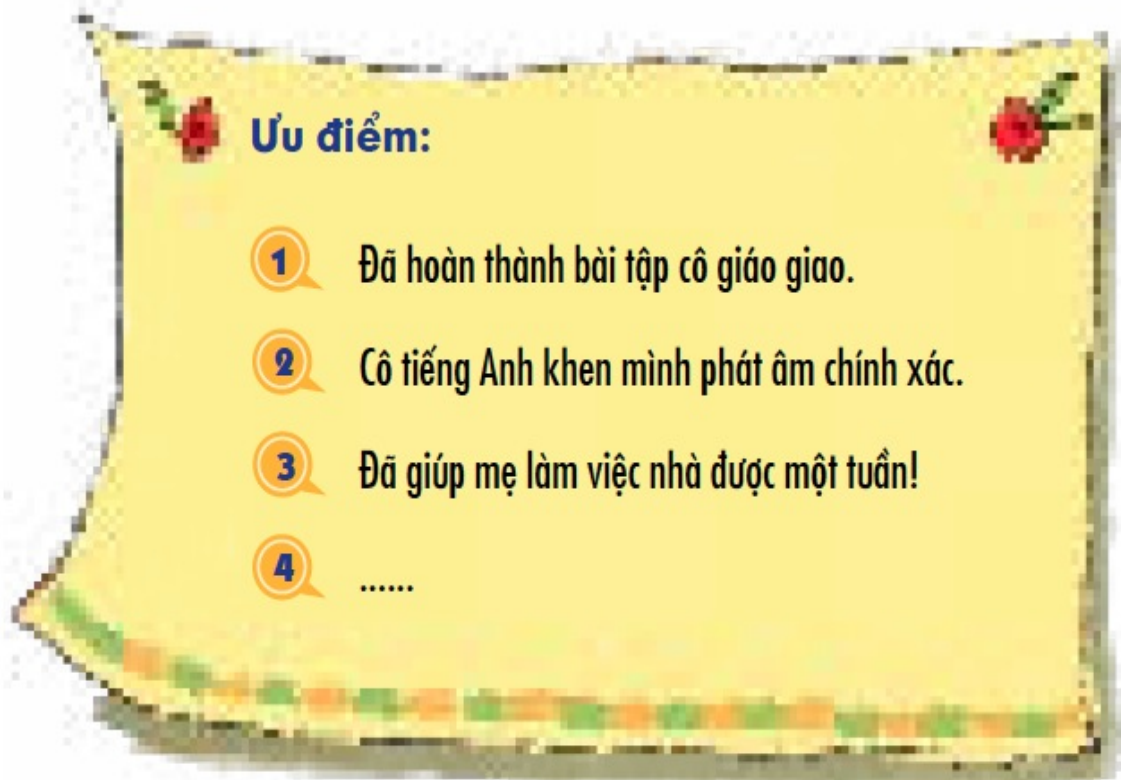 Ưu điểm:
1 Đã hoàn thành bài tập cô giáo giao.
2 Cô tiếng Anh khen mình phát âm chính xác.
3 Đã giúp mẹ làm việc nhà được một tuần!
4 ......